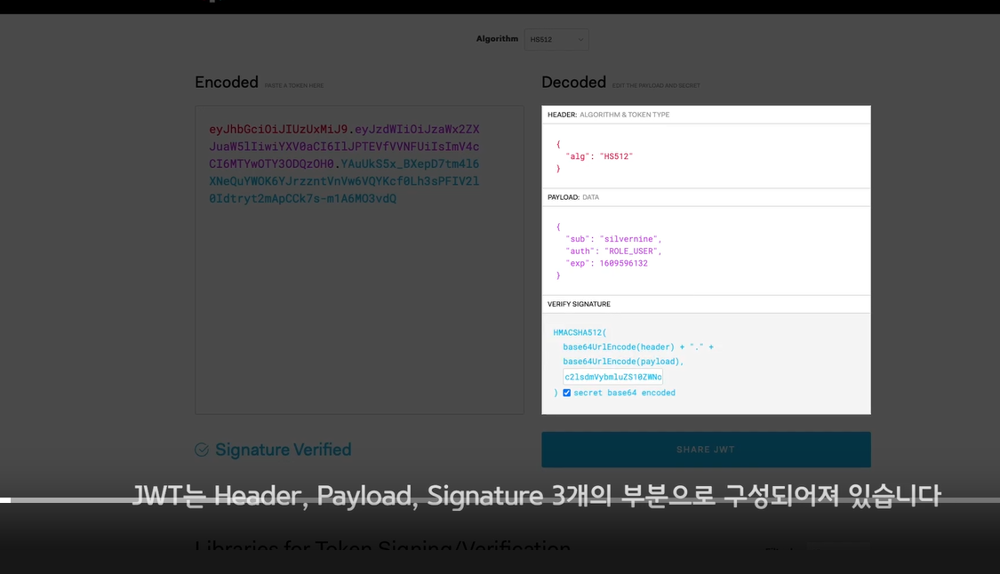 Algorithm HS512
Encoded PASTE A TOKEN HERE
eyJhbGciOiJIUzUxMiJ9.eyJzdWIiOiJzaWx2ZX
JuaW5lIiwiYXV0aCI6IlJPTEVfVVNFUiIsImV4c
CI6MTYwOTY3ODQzOH0.YAuUkS5x_BXepD7tm4l6
XNeQuYWOK6YJrzzntVnVw6VQYKcf0Lh3sPFIV2l
0Idtryt2mApCCk7s-m1A6MO3vdQ
Signature Verified
Decoded EDIT THE PAYLOAD AND SECRET
HEADER: ALGORITHM & TOKEN TYPE
{
"alg": "HS512"
}
PAYLOAD: DATA
{
"sub": "silvernine",
"auth": "ROLE_USER",
"exp": 1609596132
}
VERIFY SIGNATURE
HMACSHA512(
base64UrlEncode(header) + "." +
base64UrlEncode(payload),
c2lsdmVybmluZS10ZWNo
) secret base64 encoded
SHARE JWT
JWT는 Header, Payload, Signature 3개의 부분으로 구성되어져 있습니다
Libraries for Token Signing/Verification